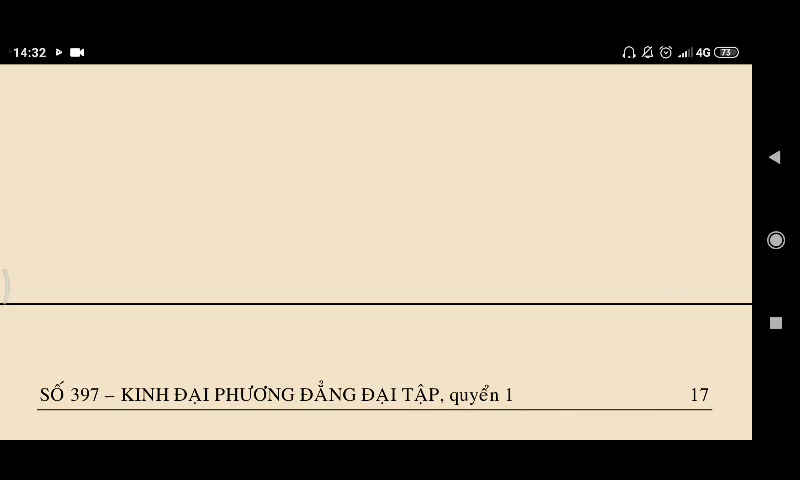 14:32 4G 73
SỐ 397 – KINH ĐẠI PHƯƠNG ĐẲNG ĐẠI TẬP, quyển 1 17